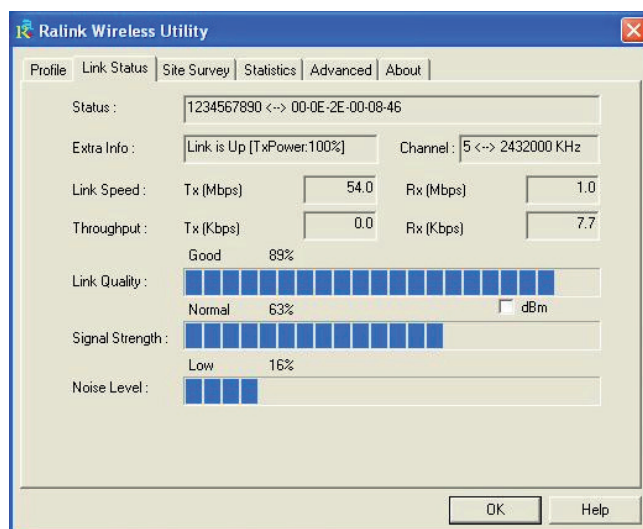 Ralink Wireless Utility
Profile Link Status Site Survey Statistics Advanced About
Status : 1234567890 <--> 00-0E-2E-00-08-46
Extra Info : Link is Up [TxPower:100%] Channel : 5 <--> 2432000 KHz
Link Speed : Tx (Mbps) 54.0 Rx (Mbps) 1.0
Throughput : Tx (Kbps) 0.0 Rx (Kbps) 7.7
Good 89%
Link Quality :
Normal 63% dBm
Signal Strength :
Low 16%
Noise Level :
OK Help